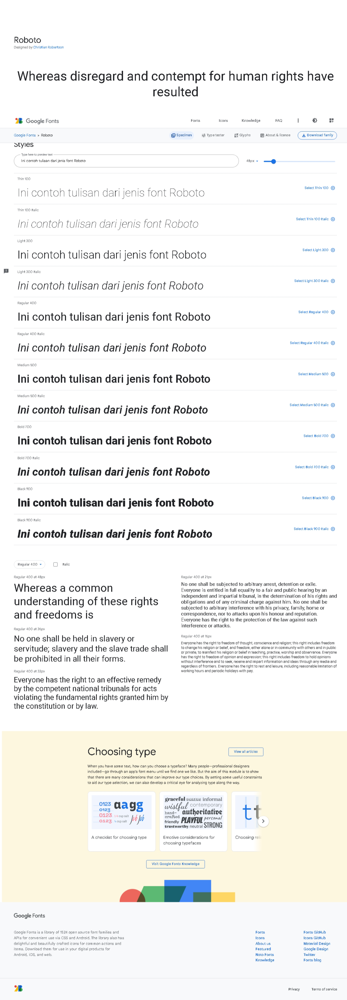 Roboto
Designed by Christian Robertson
Whereas disregard and contempt for human rights have
resulted
Google Fonts
Fonts
Icons
Knowledge
FAQ
Google Fonts > Roboto
Specimen
Type tester
Glyphs
About & license
Download family
Styles
Type here to preview text
Ini contoh tulisan dari jenis font Roboto
48px
Thin 100
Ini contoh tulisan dari jenis font Roboto
Select Thin 100
Thin 100 Italic
Ini contoh tulisan dari jenis font Roboto
Select Thin 100 Italic
Light 300
Ini contoh tulisan dari jenis font Roboto
Select Light 300
Light 300 Italic
Ini contoh tulisan dari jenis font Roboto
Select Light 300 Italic
Regular 400
Ini contoh tulisan dari jenis font Roboto
Select Regular 400
Regular 400 Italic
Ini contoh tulisan dari jenis font Roboto
Select Regular 400 Italic
Medium 500
Ini contoh tulisan dari jenis font Roboto
Select Medium 500
Medium 500 Italic
Ini contoh tulisan dari jenis font Roboto
Select Medium 500 Italic
Bold 700
Ini contoh tulisan dari jenis font Roboto
Select Bold 700
Bold 700 Italic
Ini contoh tulisan dari jenis font Roboto
Select Bold 700 Italic
Black 900
Ini contoh tulisan dari jenis font Roboto
Select Black 900
Black 900 Italic
Ini contoh tulisan dari jenis font Roboto
Select Black 900 Italic
Regular 400
Italic
Regular 400 at 48px
Whereas a common
understanding of these rights
and freedoms is
Regular 400 at 36px
No one shall be held in slavery or
servitude; slavery and the slave trade shall
be prohibited in all their forms.
Regular 400 at 32px
Everyone has the right to an effective remedy
by the competent national tribunals for acts
violating the fundamental rights granted him by
the constitution or by law.
Regular 400 at 21px
No one shall be subjected to arbitrary arrest, detention or exile.
Everyone is entitled in full equality to a fair and public hearing by an
independent and impartial tribunal, in the determination of his rights and
obligations and of any criminal charge against him. No one shall be
subjected to arbitrary interference with his privacy, family, home or
correspondence, nor to attacks upon his honour and reputation.
Everyone has the right to the protection of the law against such
interference or attacks.
Regular 400 at 16px
Everyone has the right to freedom of thought, conscience and religion; this right includes freedom
to change his religion or belief, and freedom, either alone or in community with others and in public
or private, to manifest his religion or belief in teaching, practice, worship and observance. Everyone
has the right to freedom of opinion and expression; this right includes freedom to hold opinions
without interference and to seek, receive and impart information and ideas through any media and
regardless of frontiers. Everyone has the right to rest and leisure, including reasonable limitation of
working hours and periodic holidays with pay.
Choosing type
View all articles
When you have some text, how can you choose a typeface? Many people—professional designers
included—go through an app's font menu until we find one we like. But the aim of this module is to show
that there are many considerations that can improve our type choices. By setting some useful constraints
to aid our type selection, we can also develop a critical eye for analyzing type along the way.
0123 aagg
0123
0123 1/4 cup salt Job Job
0123 ¼ cup salt
A checklist for choosing type
graceful informal
wistful contemporary
hand-
crafted authoritative
friendly PLAYFUL personal
trustworthy neutral STRONG
Emotive considerations for
choosing typefaces
t t
Choosing reli
Visit Google Fonts Knowledge
Google Fonts
Google Fonts is a library of 1524 open source font families and
APIs for convenient use via CSS and Android. The library also has
delightful and beautifully crafted icons for common actions and
items. Download them for use in your digital products for
Android, iOS, and web.
Fonts
Icons
About us
Featured
Noto Fonts
Knowledge
Fonts GitHub
Icons GitHub
Material Design
Google Design
Twitter
Fonts blog
Privacy
Terms of service